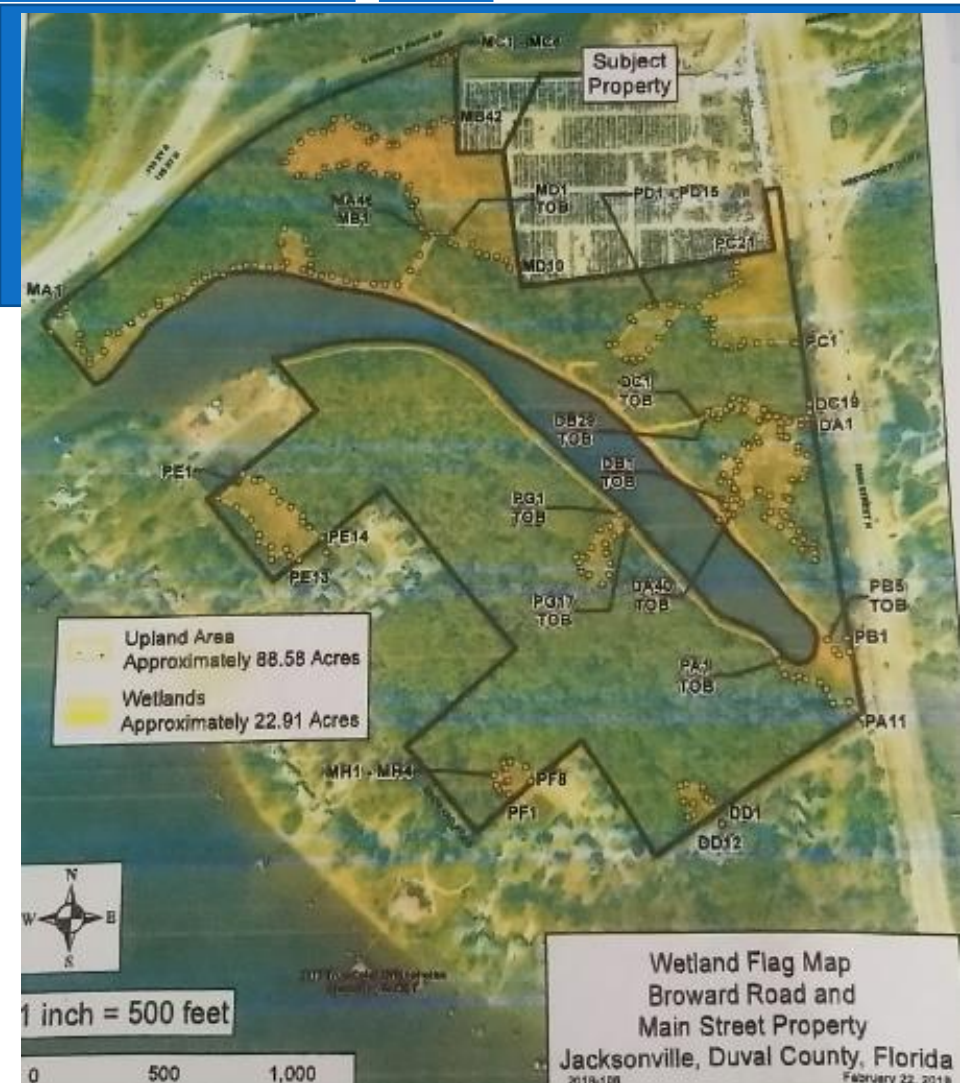 MC1 - MC4
Subject
Property
MB42
MA46
MB1
MD1
TOB
PD1 - PD15
PC21
MD10
MA1
PC1
DC1
TOB
DC19
DA1
DB29
TOB
DB1
TOB
PE1
PG1
TOB
PE14
PE13
PG17
TOB
DA40
TOB
PB5
TOB
PB1
PA1
TOB
PA11
Upland Area
Approximately 88.58 Acres
Wetlands
Approximately 22.91 Acres
MH1 - MH4
PF8
PF1
DD1
DD12
N
W E
S
1 inch = 500 feet
0 500 1,000
Wetland Flag Map
Broward Road and
Main Street Property
Jacksonville, Duval County, Florida